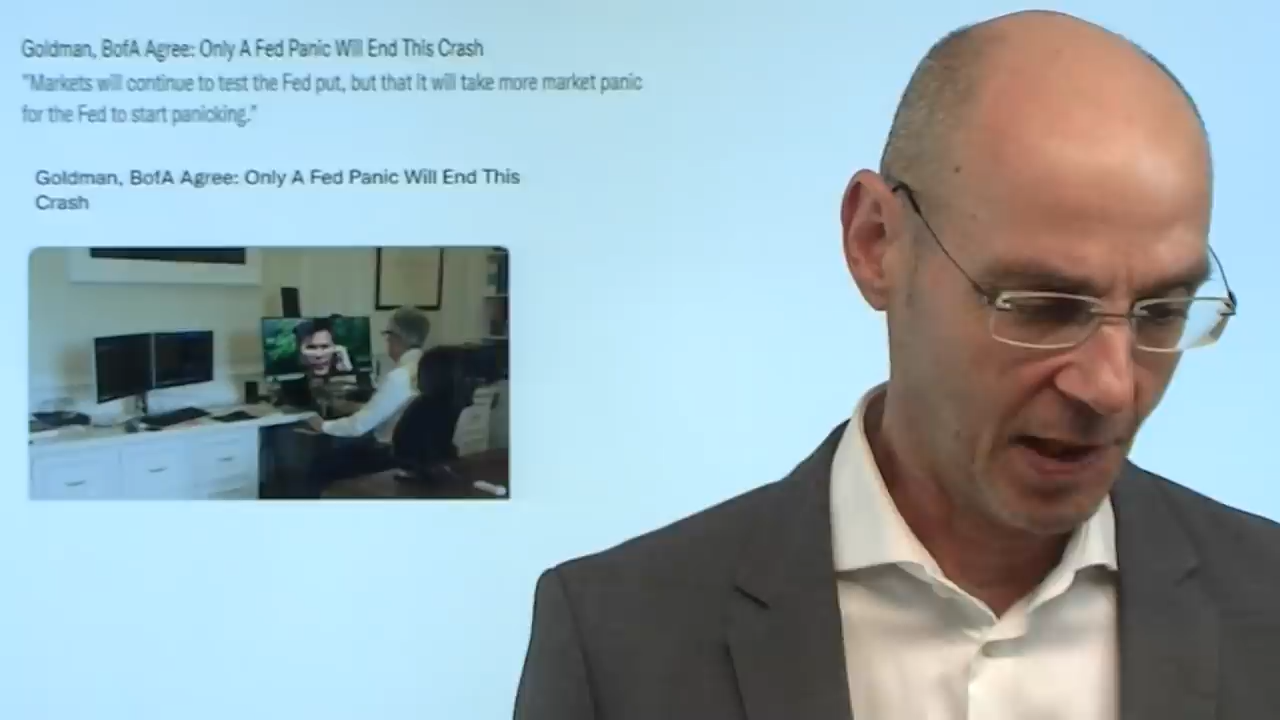 Goldman, BofA Agree: Only A Fed Panic Will End This Crash
"Markets will continue to test the Fed put, but that it will take more market panic
for the Fed to start panicking."
Goldman, BofA Agree: Only A Fed Panic Will End This
Crash